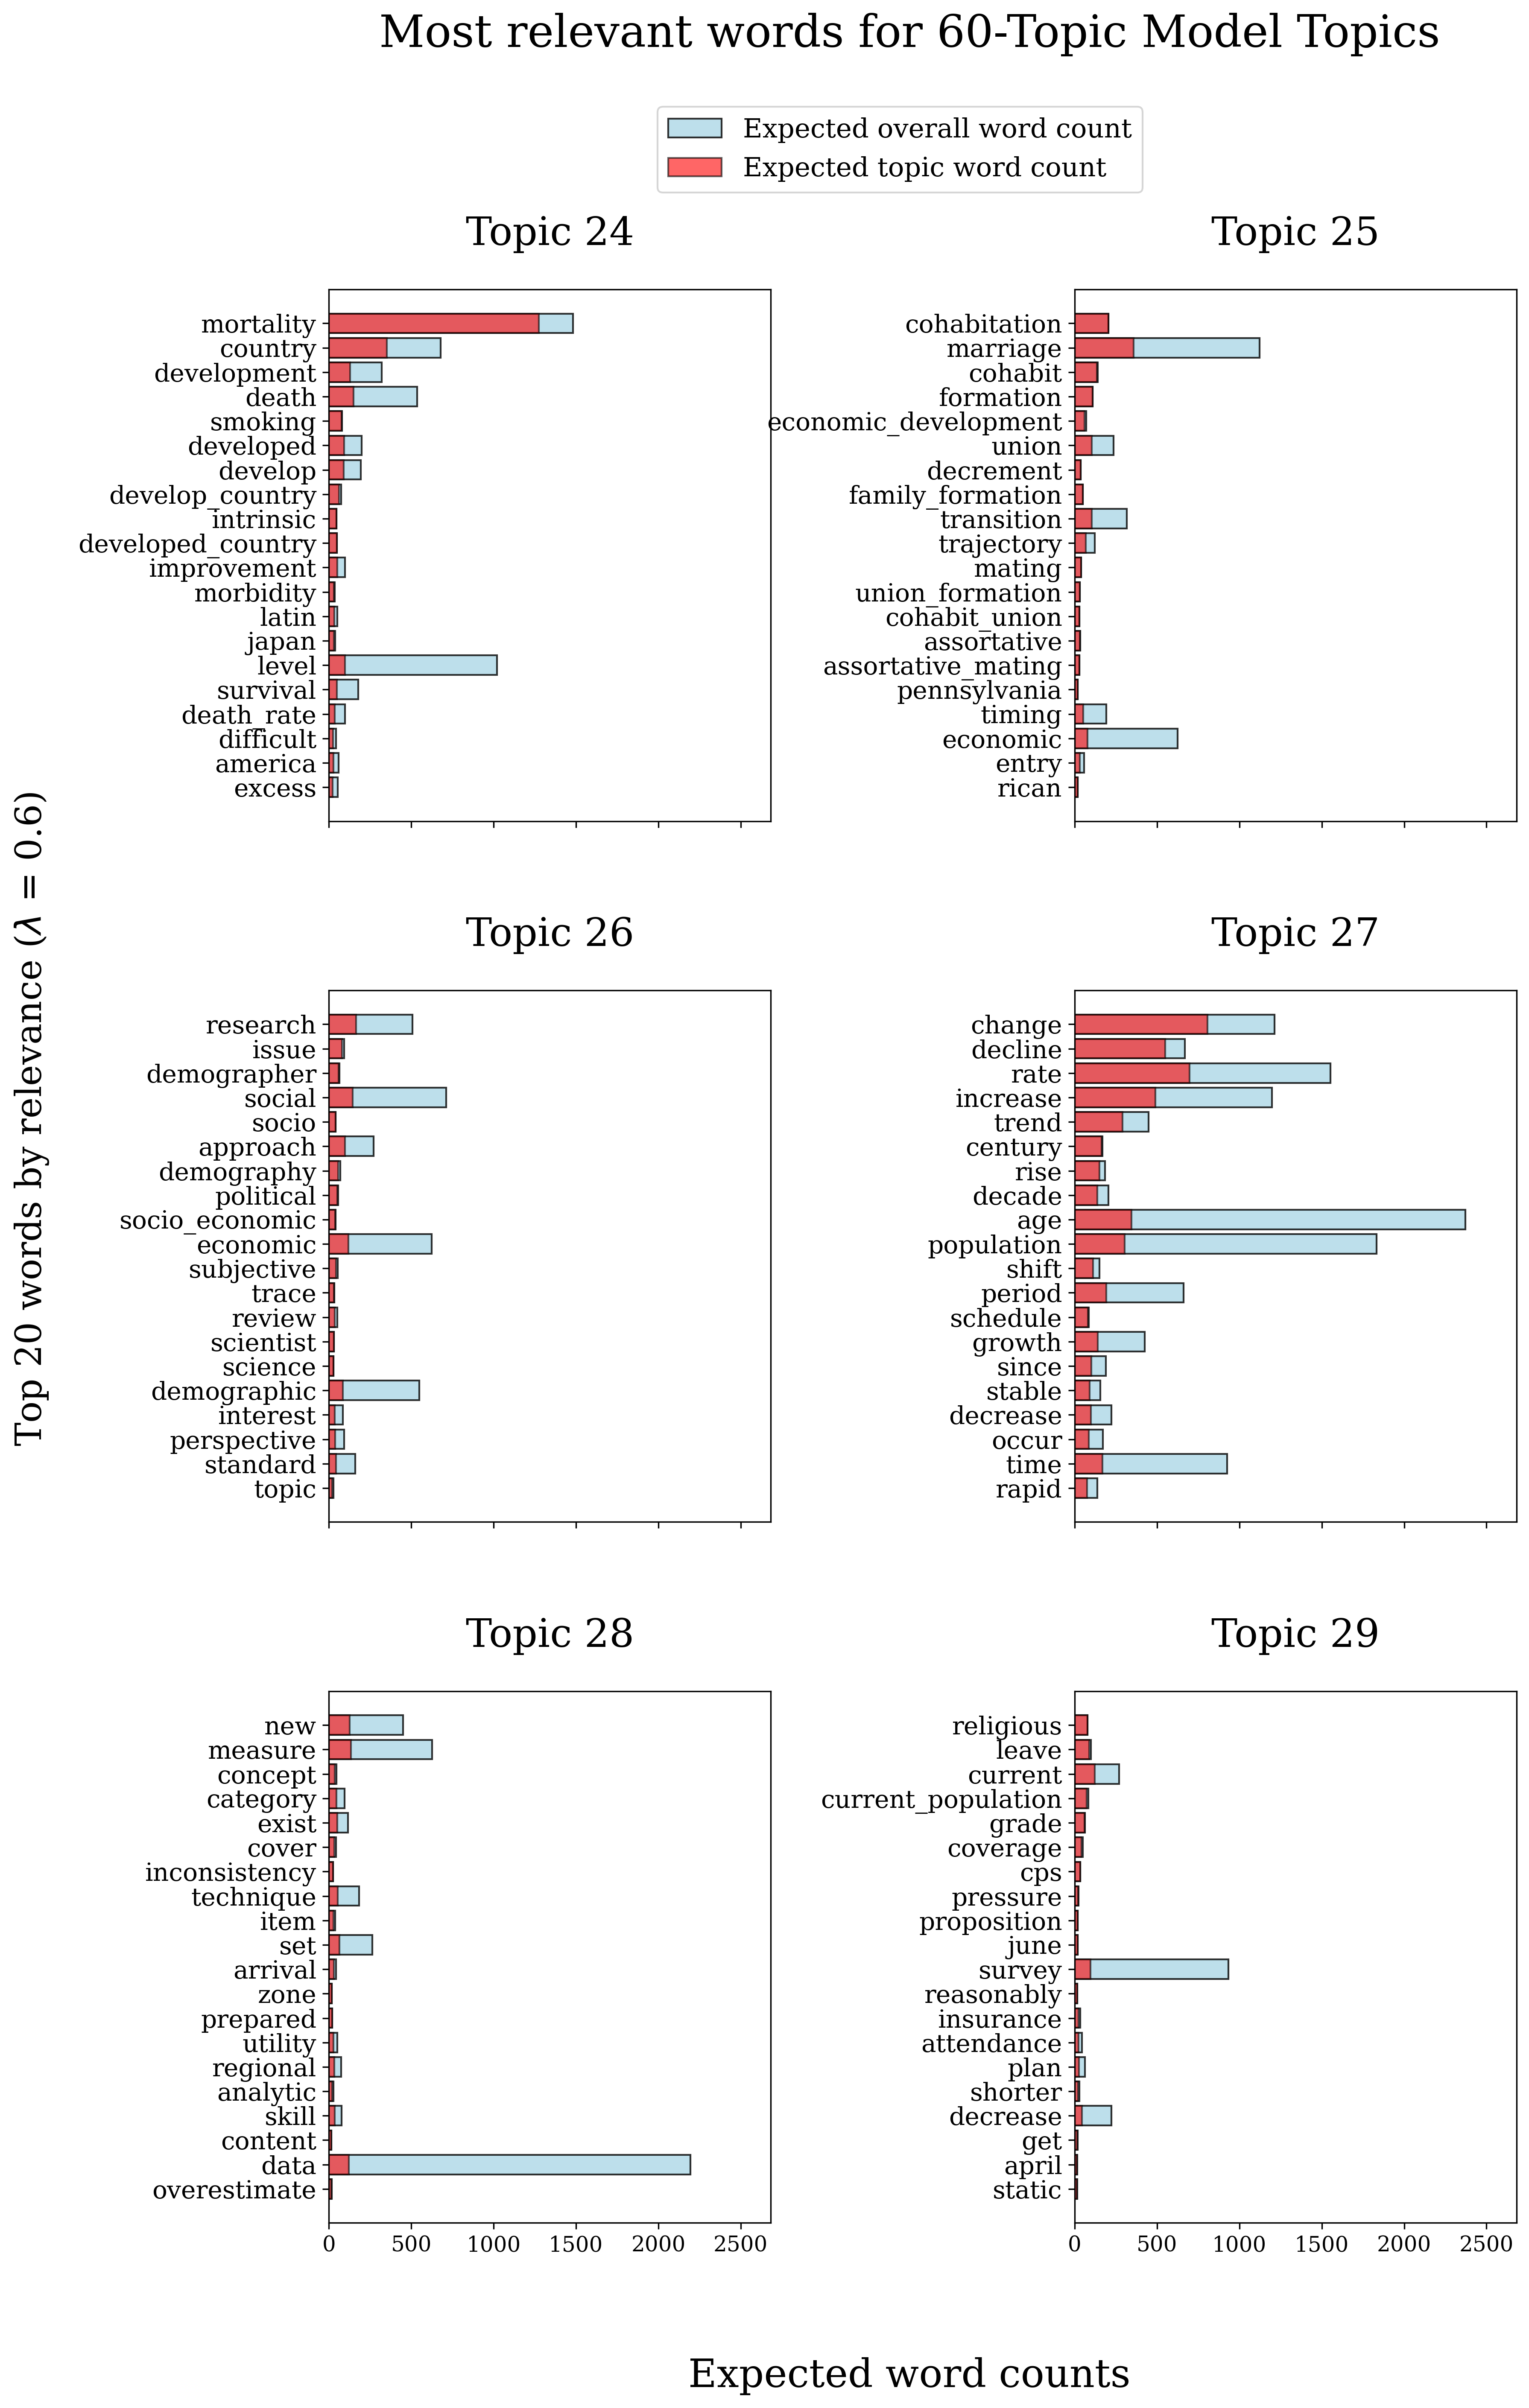 Most relevant words for 60-Topic Model Topics
Expected overall word count
Expected topic word count
Top 20 words by relevance (λ = 0.6)
Topic 24
mortality
country
development
death
smoking
developed
develop
develop_country
intrinsic
developed_country
improvement
morbidity
latin
japan
level
survival
death_rate
difficult
america
excess
Topic 25
cohabitation
marriage
cohabit
formation
economic_development
union
decrement
family_formation
transition
trajectory
mating
union_formation
cohabit_union
assortative
assortative_mating
pennsylvania
timing
economic
entry
rican
Topic 26
research
issue
demographer
social
socio
approach
demography
political
socio_economic
economic
subjective
trace
review
scientist
science
demographic
interest
perspective
standard
topic
Topic 27
change
decline
rate
increase
trend
century
rise
decade
age
population
shift
period
schedule
growth
since
stable
decrease
occur
time
rapid
Topic 28
new
measure
concept
category
exist
cover
inconsistency
technique
item
set
arrival
zone
prepared
utility
regional
analytic
skill
content
data
overestimate
0 500 1000 1500 2000 2500
Topic 29
religious
leave
current
current_population
grade
coverage
cps
pressure
proposition
june
survey
reasonably
insurance
attendance
plan
shorter
decrease
get
april
static
0 500 1000 1500 2000 2500
Expected word counts